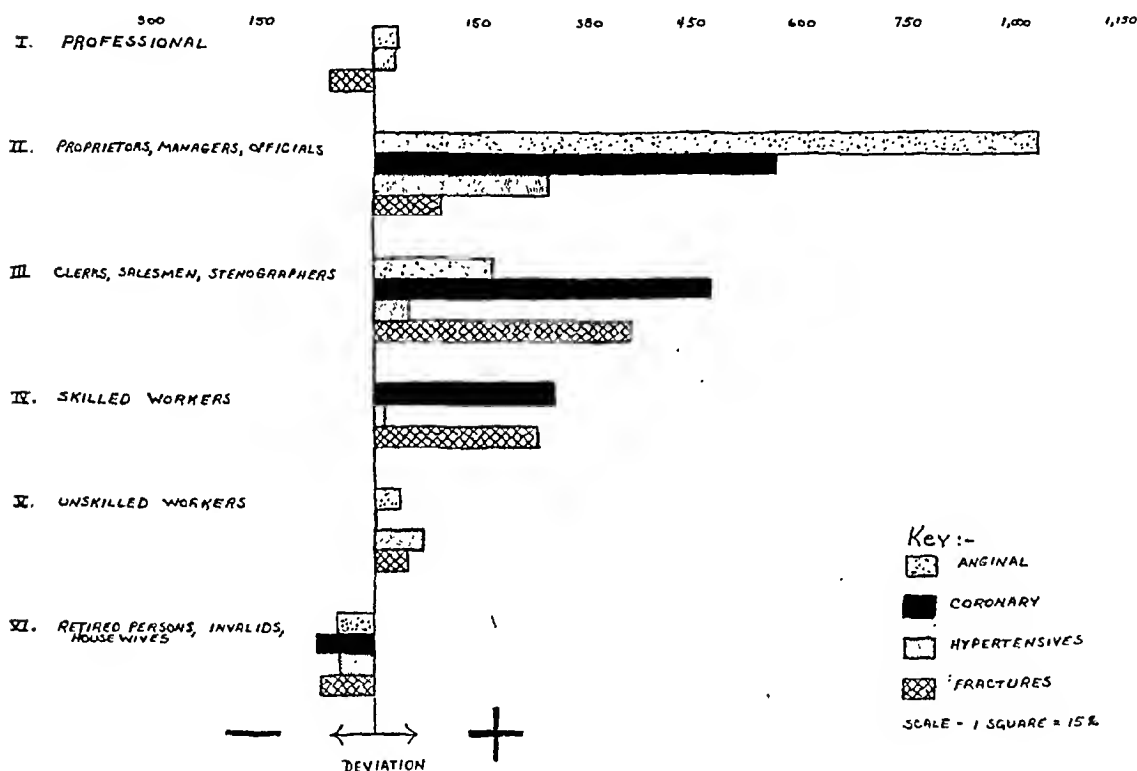 300 150 150 380 450 600 750 1,000 1,150
I. PROFESSIONAL
II. PROPRIETORS, MANAGERS, OFFICIALS
III CLERKS, SALESMEN, STENOGRAPHERS
IV. SKILLED WORKERS
V. UNSKILLED WORKERS
VI. RETIRED PERSONS, INVALIDS,
HOUSEWIVES
DEVIATION
Key :-
ANGINAL
CORONARY
HYPERTENSIVES
FRACTURES
SCALE - 1 SQUARE = 15%